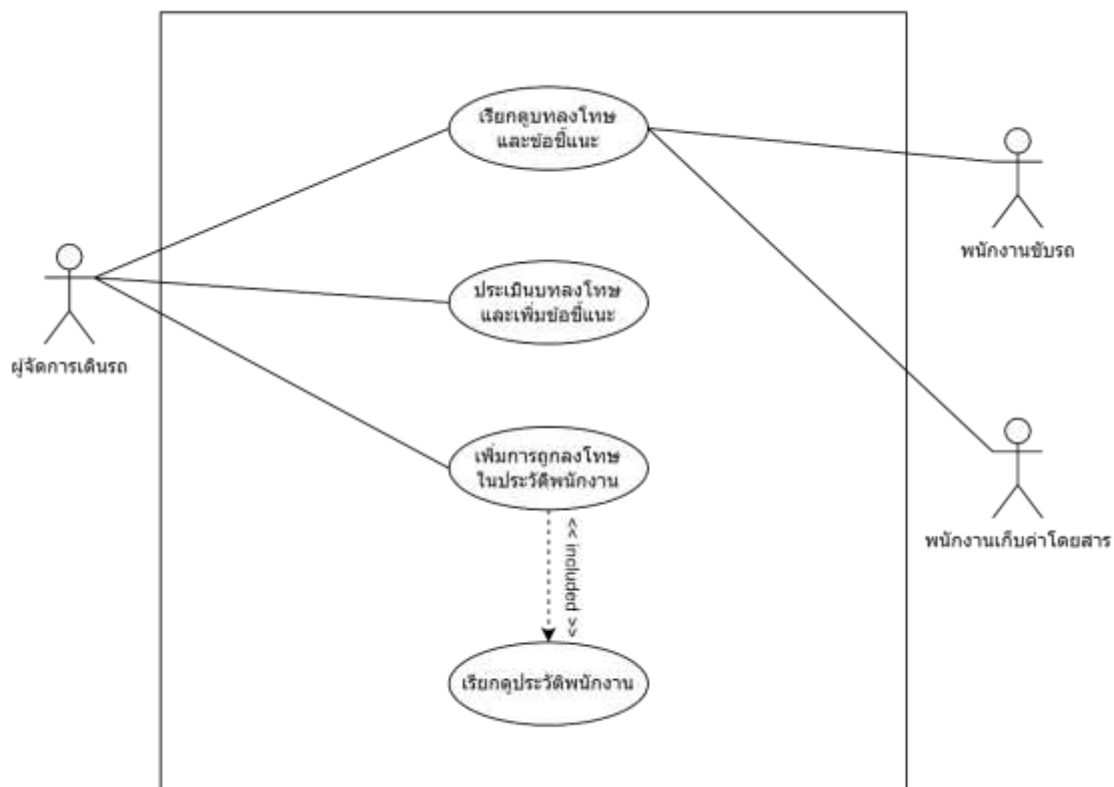 เรียกดูบทลงโทษ
และข้อชี้แนะ
พนักงานขับรถ
ประเมินบทลงโทษ
และเพิ่มข้อชี้แนะ
ผู้จัดการเดินรถ
เพิ่มการถูกลงโทษ
ในประวัติพนักงาน
พนักงานเก็บค่าโดยสาร
<< included >>
เรียกดูประวัติพนักงาน